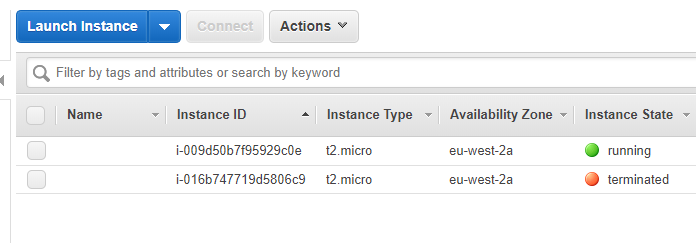 Launch Instance Connect Actions
Filter by tags and attributes or search by keyword
Name Instance ID Instance Type Availability Zone Instance State
i-009d50b7f95929c0e t2.micro eu-west-2a running
i-016b747719d5806c9 t2.micro eu-west-2a terminated